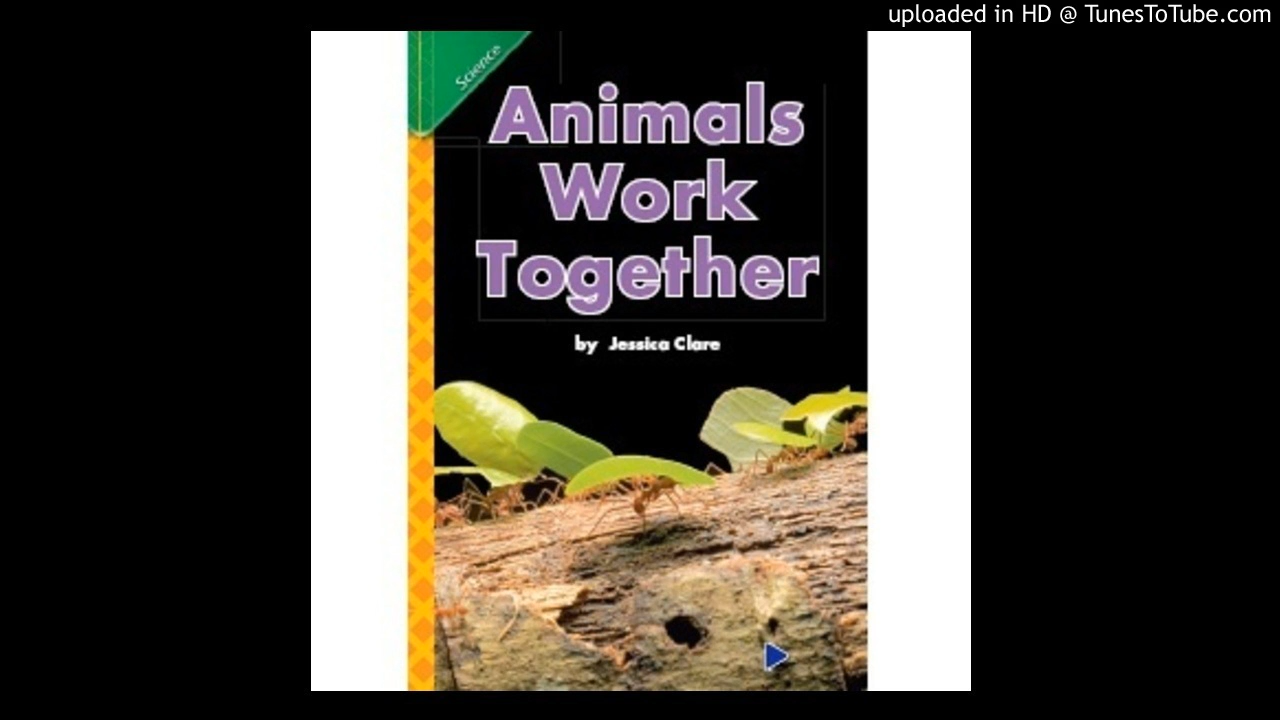 uploaded in HD @ TunesToTube.com
Science
Animals
Work
Together
by Jessica Clare